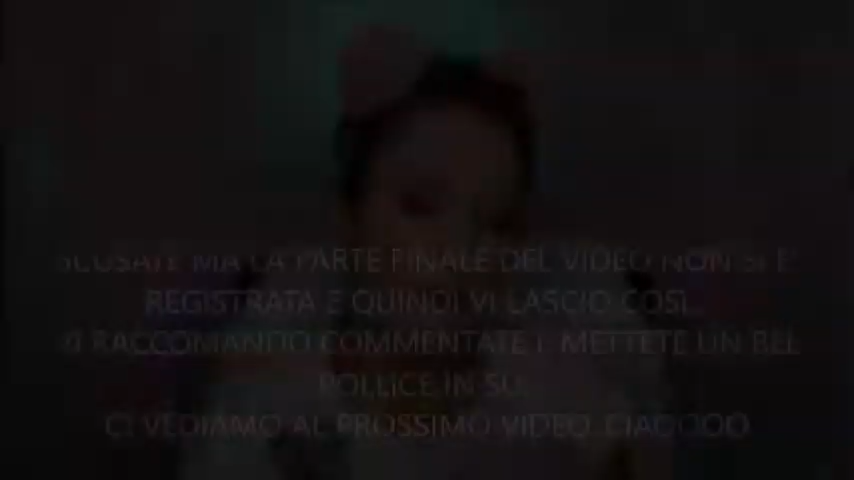 SCUSATE MA LA PARTE FINALE DEL VIDEO NON SI E'
REGISTRATA E QUINDI VI LASCIO COSI'.
MI RACCOMANDO COMMENTATE E METTETE UN BEL
POLLICE IN SU'
CI VEDIAMO AL PROSSIMO VIDEO. CIAOOOO